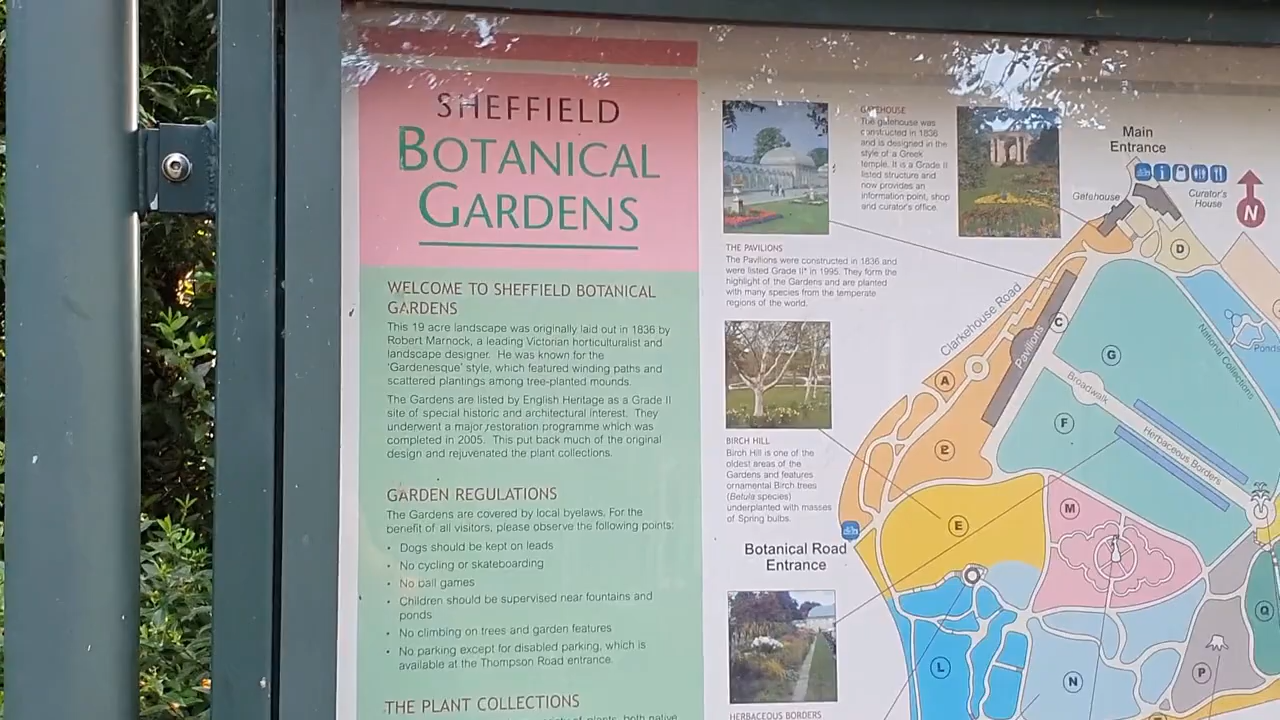 SHEFFIELD
BOTANICAL
GARDENS
WELCOME TO SHEFFIELD BOTANICAL
GARDENS
This 19 acre landscape was originally laid out in 1836 by
Robert Marnock, a leading Victorian horticulturalist and
landscape designer. He was known for the
'Gardenesque' style, which featured winding paths and
scattered plantings among tree-planted mounds.
The Gardens are listed by English Heritage as a Grade II
site of special historic and architectural interest. They
underwent a major restoration programme which was
completed in 2005. This put back much of the original
design and rejuvenated the plant collections.
GARDEN REGULATIONS
The Gardens are covered by local byelaws. For the
benefit of all visitors, please observe the following points:
• Dogs should be kept on leads
• No cycling or skateboarding
• No ball games
• Children should be supervised near fountains and
ponds
• No climbing on trees and garden features
• No parking except for disabled parking, which is
available at the Thompson Road entrance.
THE PLANT COLLECTIONS
of plants, both native
THE PAVILIONS
The Pavilions were constructed in 1836 and
were listed Grade II* in 1995. They form the
highlight of the Gardens and are planted
with many species from the temperate
regions of the world.
BIRCH HILL
Birch Hill is one of the
oldest areas of the
Gardens and features
ornamental Birch trees
(Betula species)
underplanted with masses
of Spring bulbs.
Botanical Road
Entrance
HERBACEOUS BORDERS
GATEHOUSE
The gatehouse was
constructed in 1836
and is designed in the
style of a Greek
temple. It is a Grade II
listed structure and
now provides an
information point, shop
and curator's office.
Main
Entrance
Gatehouse
Curator's
House
N
D
Clarkehouse Road
Pavilions
C
G
National Collections
Ponds
A
Broadwalk
F
Herbaceous Borders
B
E
M
L
N
P
Q